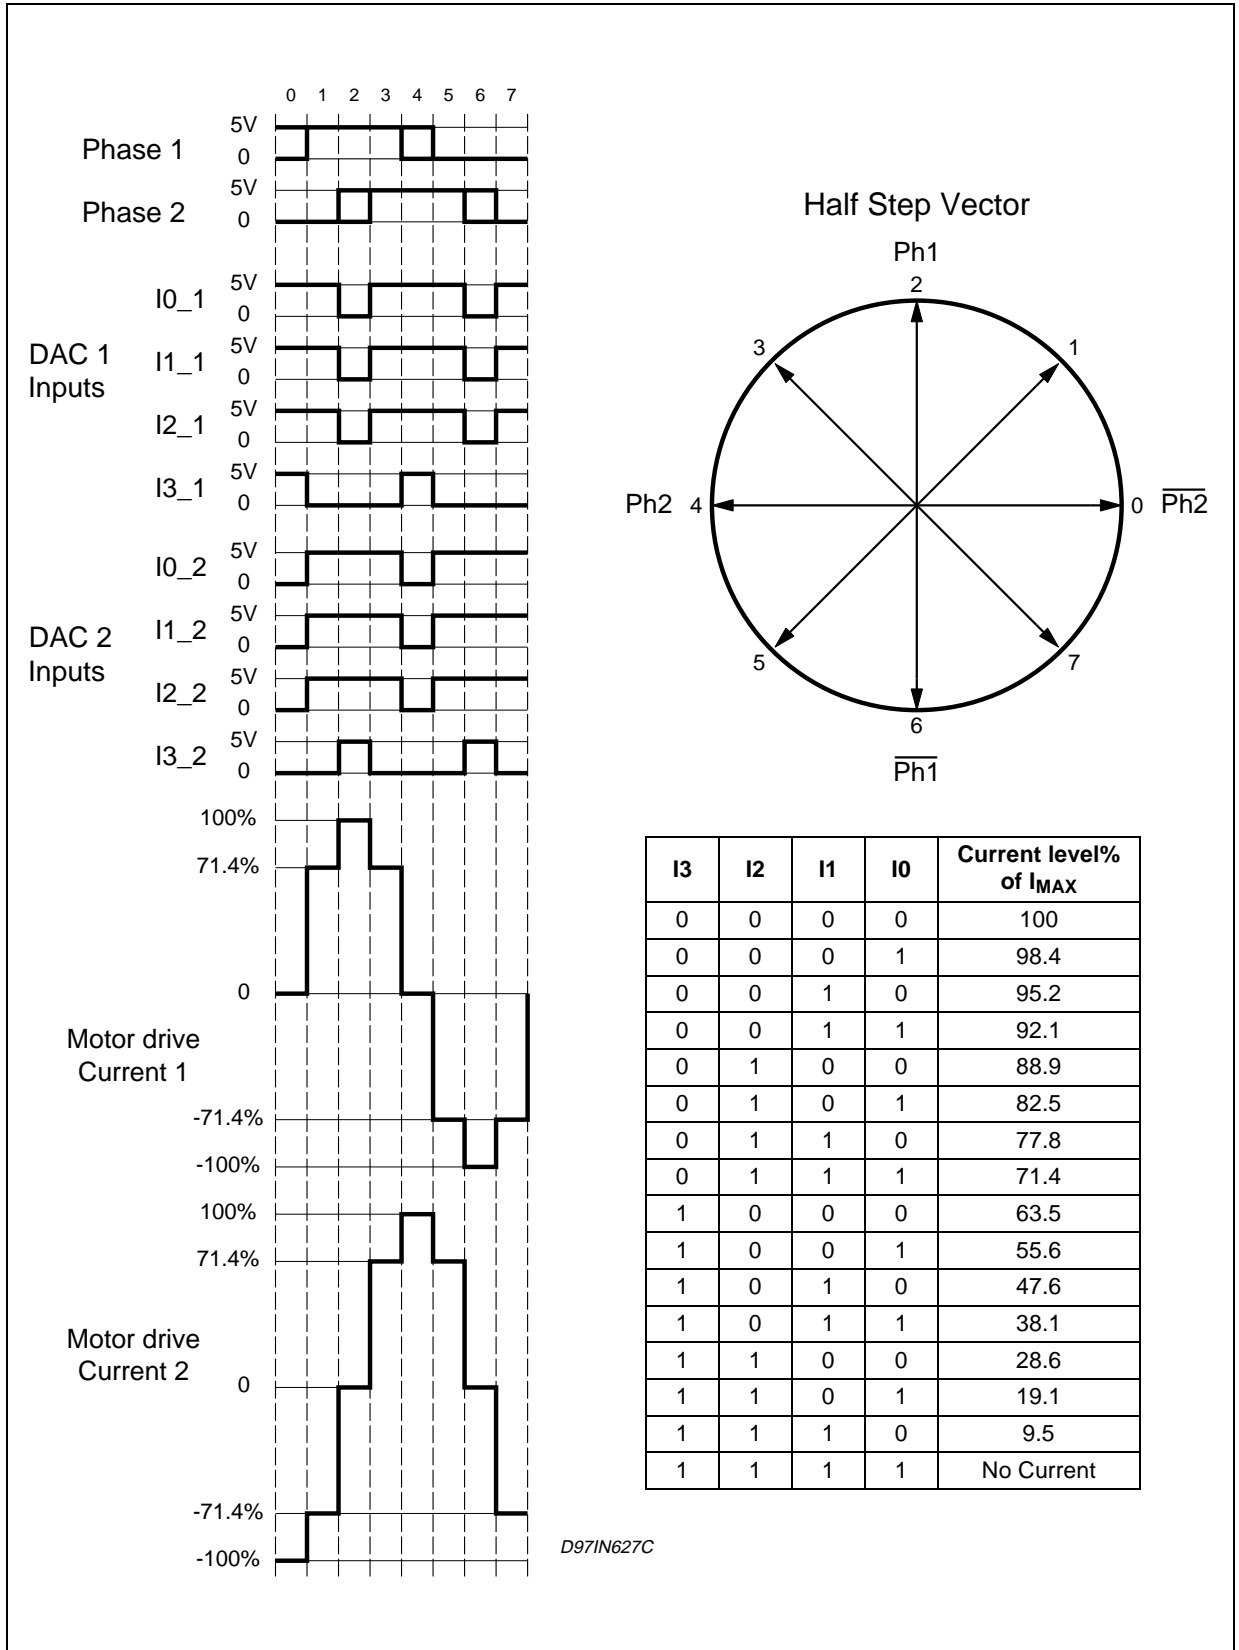 0 1 2 3 4 5 6 7
Phase 1
5V
0
Phase 2
5V
0
DAC 1
Inputs
I0_1
5V
0
I1_1
5V
0
I2_1
5V
0
I3_1
5V
0
DAC 2
Inputs
I0_2
5V
0
I1_2
5V
0
I2_2
5V
0
I3_2
5V
0
Motor drive
Current 1
100%
71.4%
0
-71.4%
-100%
Motor drive
Current 2
100%
71.4%
0
-71.4%
-100%
Half Step Vector
Ph1
2
3
1
Ph2 4
0 P̅h̅2̅
5
7
6
P̅h̅1̅
I3 I2 I1 I0 Current level%
of IMAX
0 0 0 0 100
0 0 0 1 98.4
0 0 1 0 95.2
0 0 1 1 92.1
0 1 0 0 88.9
0 1 0 1 82.5
0 1 1 0 77.8
0 1 1 1 71.4
1 0 0 0 63.5
1 0 0 1 55.6
1 0 1 0 47.6
1 0 1 1 38.1
1 1 0 0 28.6
1 1 0 1 19.1
1 1 1 0 9.5
1 1 1 1 No Current
D97IN627C